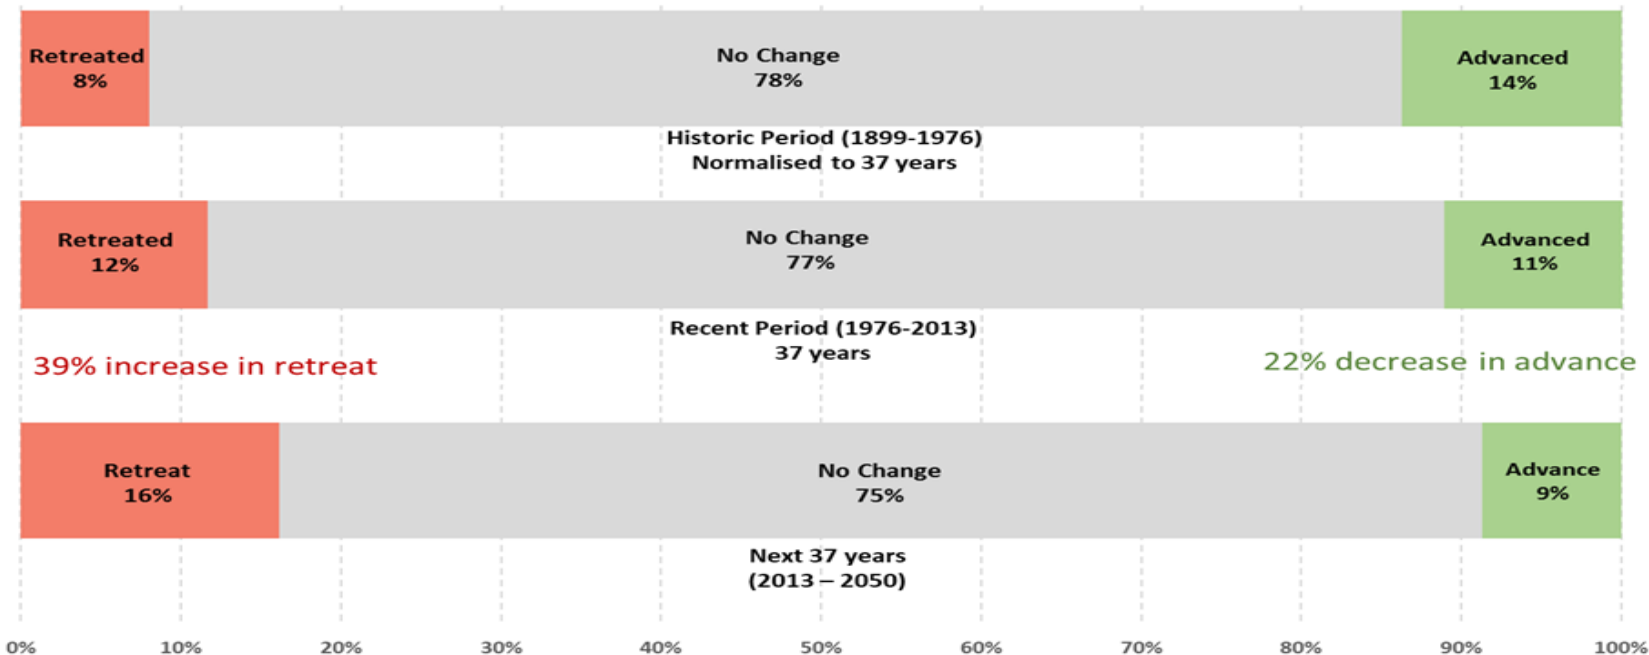 Retreated
8%
No Change
78%
Advanced
14%
Historic Period (1899-1976)
Normalised to 37 years
Retreated
12%
No Change
77%
Advanced
11%
Recent Period (1976-2013)
37 years
39% increase in retreat
22% decrease in advance
Retreat
16%
No Change
75%
Advance
9%
Next 37 years
(2013 – 2050)
0% 10% 20% 30% 40% 50% 60% 70% 80% 90% 100%